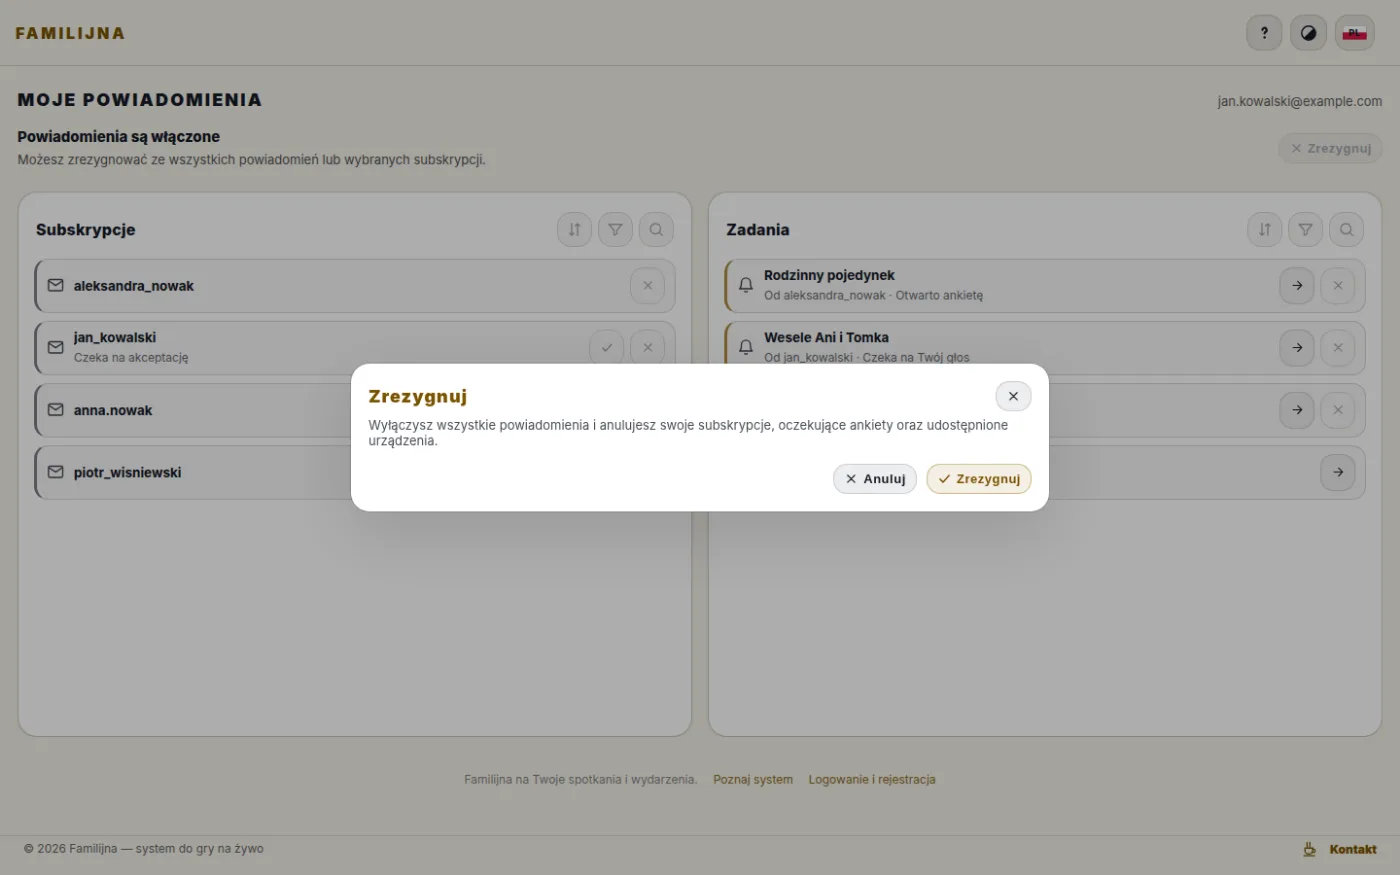 FAMILIJNA
?
PL
MOJE POWIADOMIENIA
jan.kowalski@example.com
Powiadomienia są włączone
Możesz zrezygnować ze wszystkich powiadomień lub wybranych subskrypcji.
Zrezygnuj
Subskrypcje
aleksandra_nowak
jan_kowalski
Czeka na akceptację
anna.nowak
piotr_wisniewski
Zadania
Rodzinny pojedynek
Od aleksandra_nowak · Otwarto ankietę
Wesele Ani i Tomka
Od jan_kowalski · Czeka na Twój głos
Zrezygnuj
Wyłączysz wszystkie powiadomienia i anulujesz swoje subskrypcje, oczekujące ankiety oraz udostępnione
urządzenia.
Anuluj
Zrezygnuj
Familijna na Twoje spotkania i wydarzenia. Poznaj system Logowanie i rejestracja
© 2026 Familijna — system do gry na żywo
Kontakt